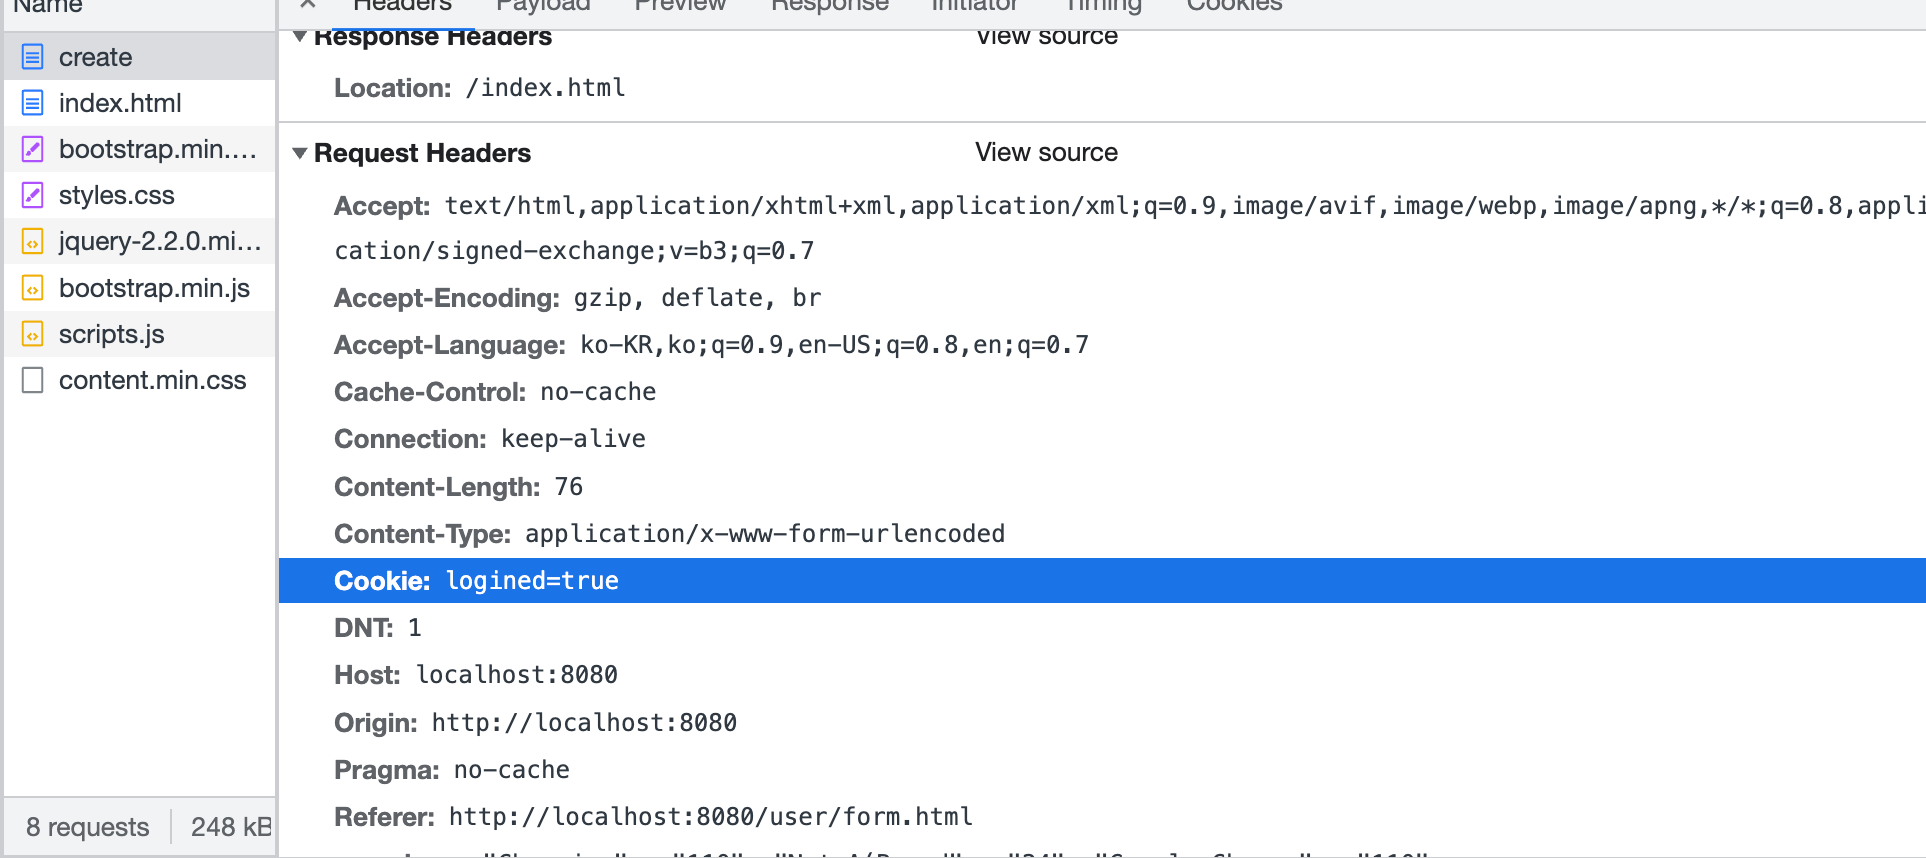 Name
Headers Payload Preview Response Initiator Timing Cookies
create
index.html
bootstrap.min.…
styles.css
jquery-2.2.0.mi…
bootstrap.min.js
scripts.js
content.min.css
8 requests 248 kB
Response Headers View source
Location: /index.html
Request Headers View source
Accept: text/html,application/xhtml+xml,application/xml;q=0.9,image/avif,image/webp,image/apng,*/*;q=0.8,appli
cation/signed-exchange;v=b3;q=0.7
Accept-Encoding: gzip, deflate, br
Accept-Language: ko-KR,ko;q=0.9,en-US;q=0.8,en;q=0.7
Cache-Control: no-cache
Connection: keep-alive
Content-Length: 76
Content-Type: application/x-www-form-urlencoded
Cookie: logined=true
DNT: 1
Host: localhost:8080
Origin: http://localhost:8080
Pragma: no-cache
Referer: http://localhost:8080/user/form.html